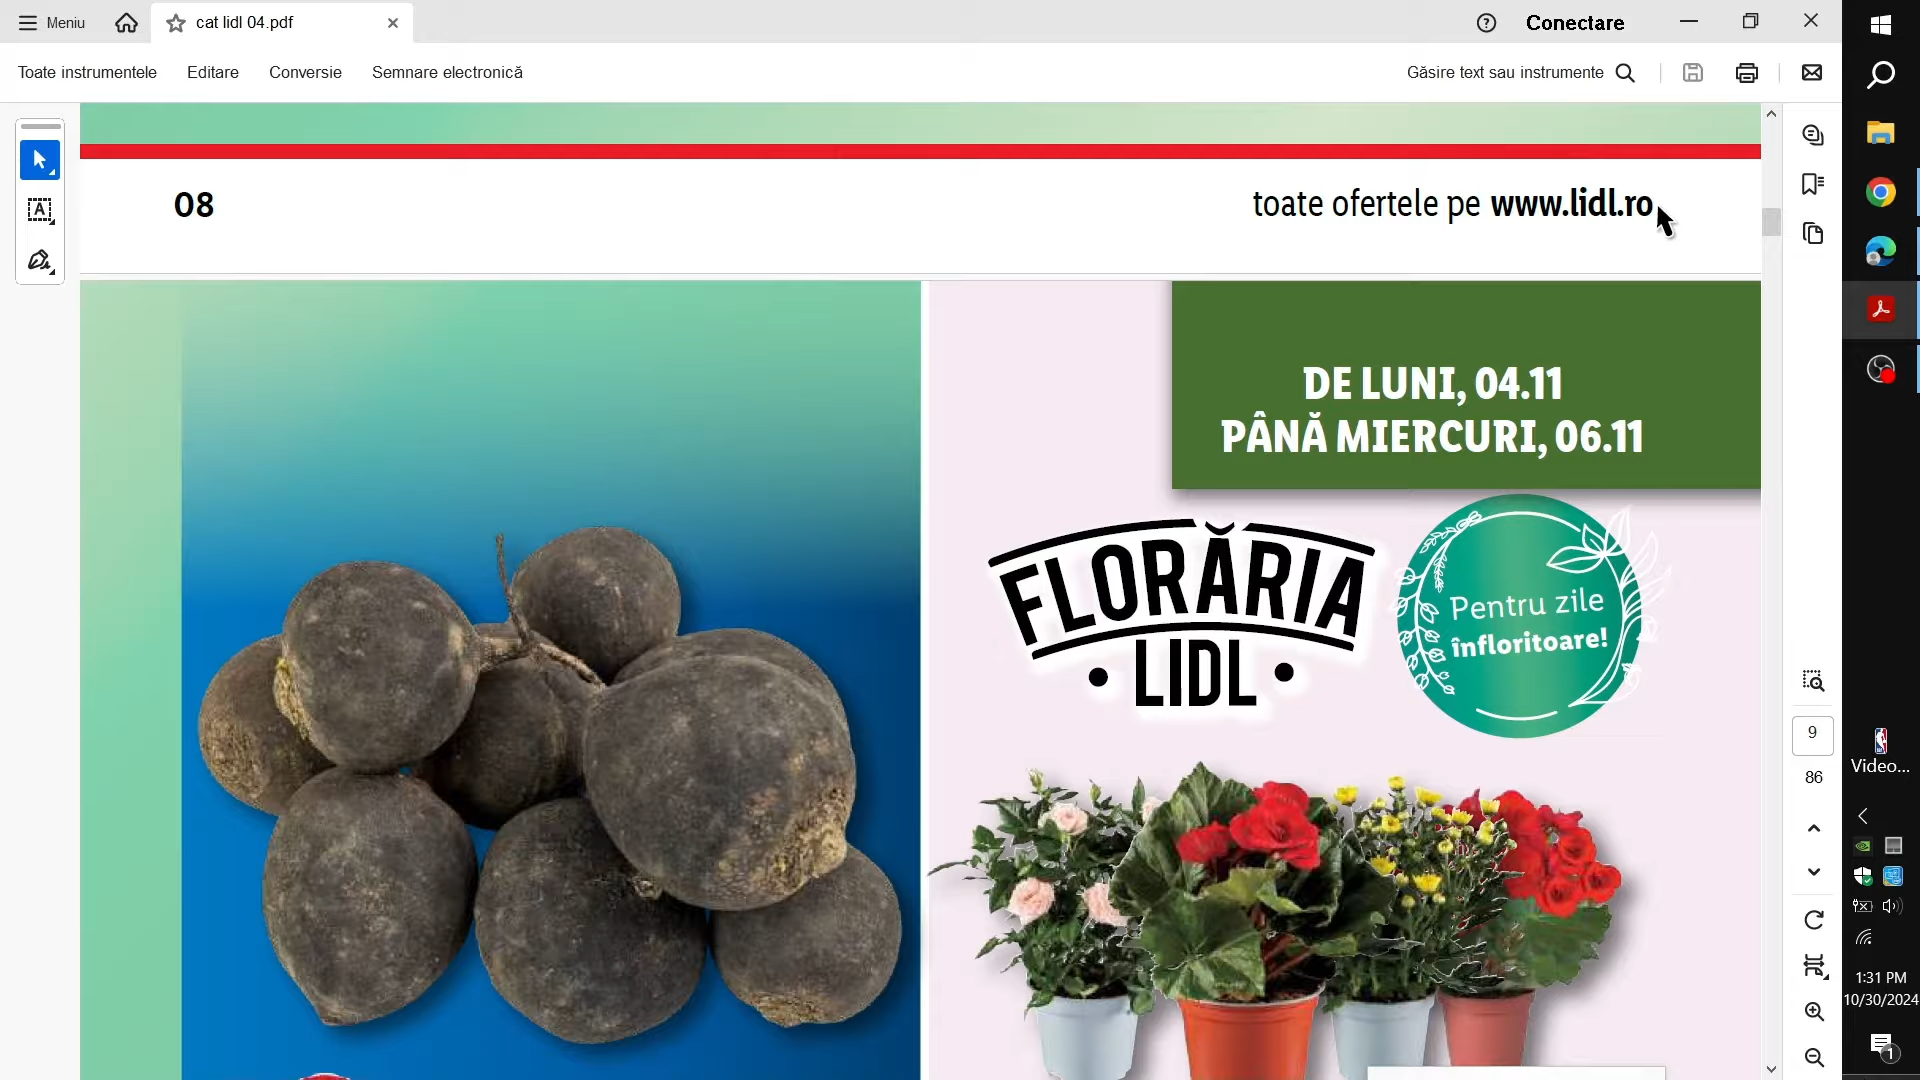 Meniu
cat lidl 04.pdf
Conectare
Toate instrumentele
Editare
Conversie
Semnare electronică
Găsire text sau instrumente
08
toate ofertele pe www.lidl.ro
DE LUNI, 04.11
PÂNĂ MIERCURI, 06.11
FLORĂRIA
LIDL
Pentru zile
înfloritoare!
9
86
Video...
1:31 PM
10/30/2024
1